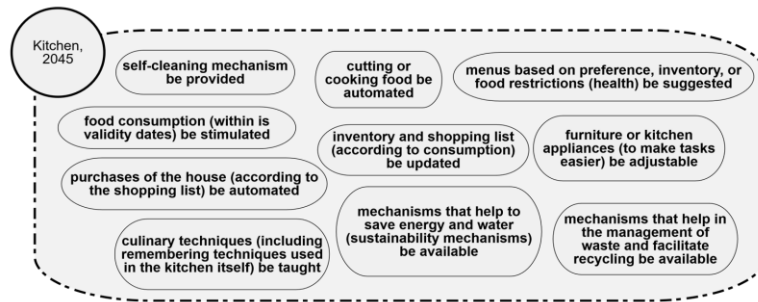 Kitchen,
2045
self-cleaning mechanism
be provided
cutting or
cooking food be
automated
menus based on preference, inventory, or
food restrictions (health) be suggested
food consumption (within is
validity dates) be stimulated
inventory and shopping list
(according to consumption)
be updated
furniture or kitchen
appliances (to make tasks
easier) be adjustable
purchases of the house (according to
the shopping list) be automated
culinary techniques (including
remembering techniques used
in the kitchen itself) be taught
mechanisms that help to
save energy and water
(sustainability mechanisms)
be available
mechanisms that help in
the management of
waste and facilitate
recycling be available